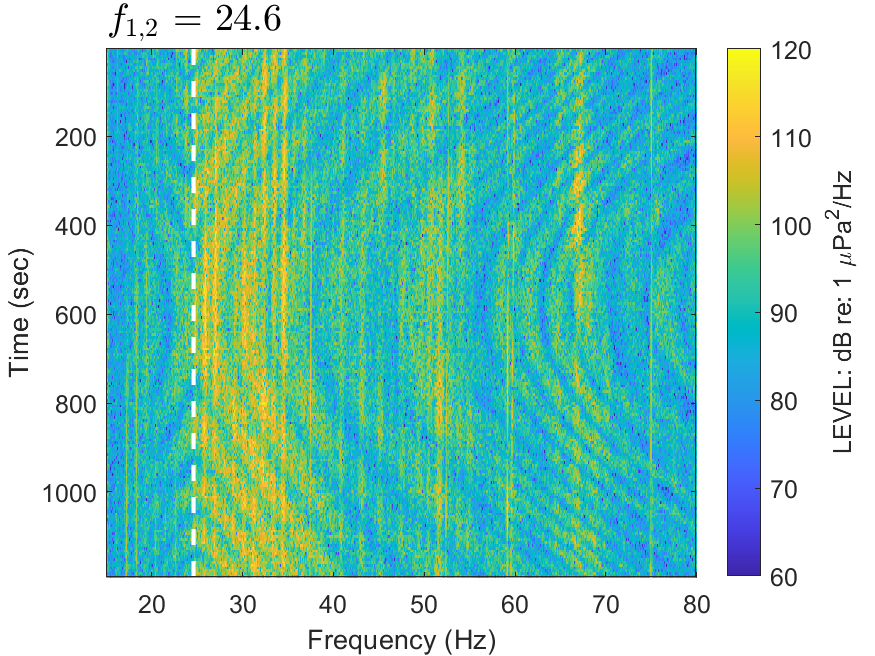 f₁,₂ = 24.6
200
400
600
800
1000
Time (sec)
20 30 40 50 60 70 80
Frequency (Hz)
120
110
100
90
80
70
60
LEVEL: dB re: 1 μPa²/Hz